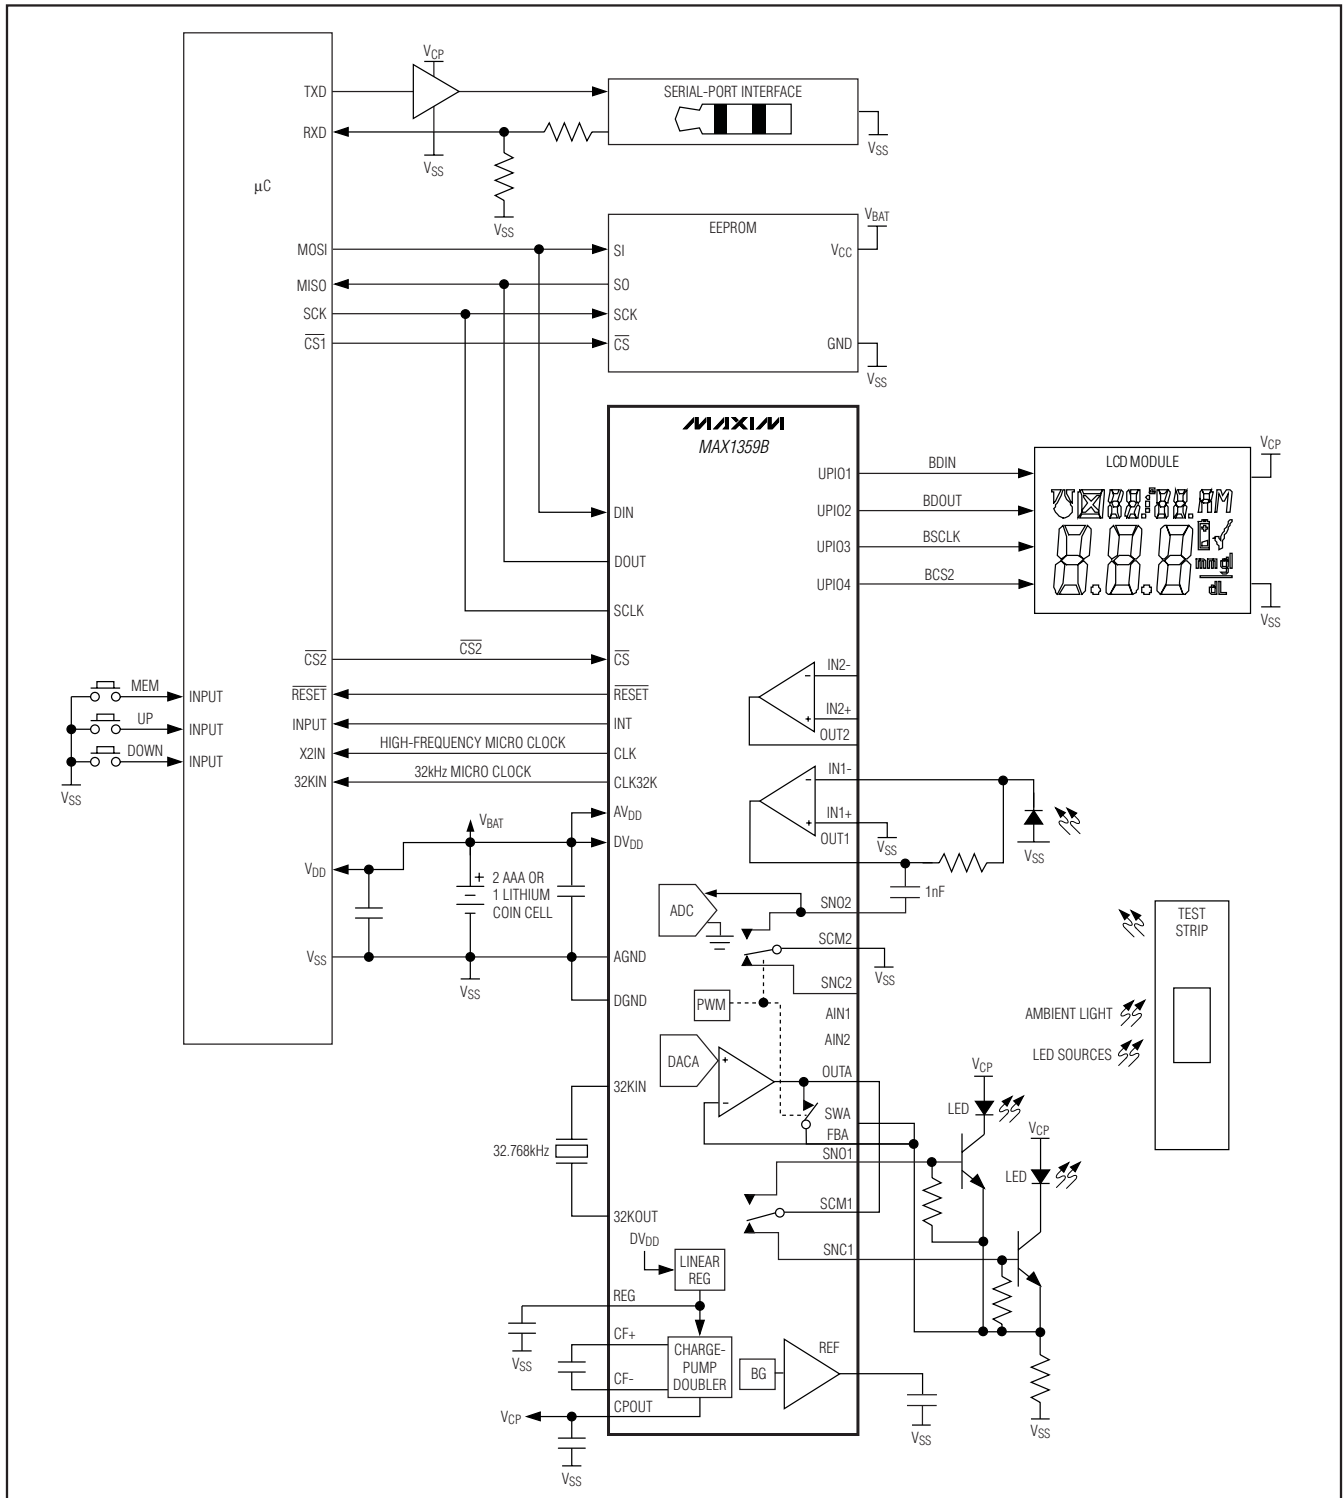 VCP
TXD
SERIAL-PORT INTERFACE
RXD
VSS
VSS
VSS
µC
VBAT
EEPROM
MOSI
SI
VCC
MISO
SO
SCK
SCK
CS1
CS
GND
VSS
MAXIM
MAX1359B
VCP
LCD MODULE
UPIO1
BDIN
UPIO2
BDOUT
UPIO3
BSCLK
UPIO4
BCS2
88:88. AM
8.8.8
mmgl
dL
VSS
DIN
DOUT
SCLK
CS2
CS2
CS
IN2-
IN2+
OUT2
MEM
INPUT
RESET
RESET
UP
INPUT
INPUT
INT
DOWN
INPUT
X2IN
HIGH-FREQUENCY MICRO CLOCK
CLK
32KIN
32kHz MICRO CLOCK
CLK32K
VSS
IN1-
IN1+
OUT1
VSS
VSS
AVDD
VBAT
DVDD
VDD
+
2 AAA OR
1 LITHIUM
COIN CELL
1nF
ADC
SNO2
SCM2
VSS
SNC2
TEST
STRIP
VSS
VSS
AGND
DGND
PWM
AIN1
AIN2
AMBIENT LIGHT
LED SOURCES
DACA
OUTA
SWA
FBA
SNO1
VCP
LED
VCP
LED
32KIN
32.768kHz
32KOUT
SCM1
SNC1
DVDD
LINEAR
REG
REG
VSS
CF+
CF-
CHARGE-
PUMP
DOUBLER
CPOUT
VCP
VSS
BG
REF
VSS
VSS